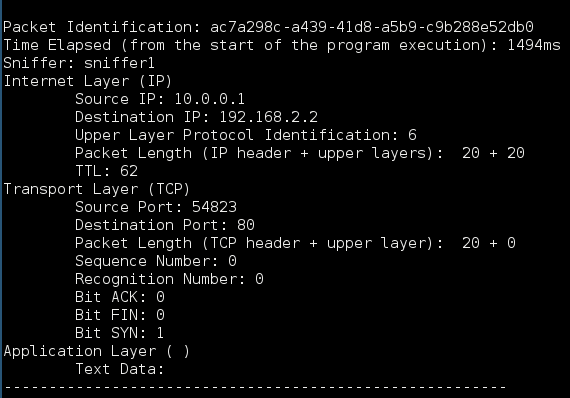 Packet Identification: ac7a298c-a439-41d8-a5b9-c9b288e52db0
Time Elapsed (from the start of the program execution): 1494ms
Sniffer: sniffer1
Internet Layer (IP)
Source IP: 10.0.0.1
Destination IP: 192.168.2.2
Upper Layer Protocol Identification: 6
Packet Length (IP header + upper layers):  20 + 20
TTL: 62
Transport Layer (TCP)
Source Port: 54823
Destination Port: 80
Packet Length (TCP header + upper layer):  20 + 0
Sequence Number: 0
Recognition Number: 0
Bit ACK: 0
Bit FIN: 0
Bit SYN: 1
Application Layer ( )
Text Data:
--------------------------------------------------------